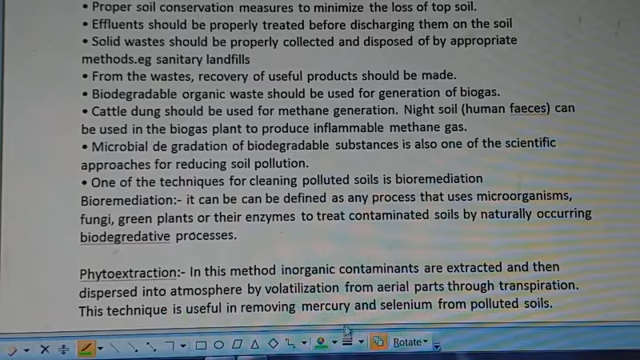 • Proper soil conservation measures to minimize the loss of top soil.
• Effluents should be properly treated before discharging them on the soil
• Solid wastes should be properly collected and disposed of by appropriate
methods.eg sanitary landfills
• From the wastes, recovery of useful products should be made.
• Biodegradable organic waste should be used for generation of biogas.
• Cattle dung should be used for methane generation. Night soil (human faeces) can
be used in the biogas plant to produce inflammable methane gas.
• Microbial de gradation of biodegradable substances is also one of the scientific
approaches for reducing soil pollution.
• One of the techniques for cleaning polluted soils is bioremediation
Bioremediation:- it can be can be defined as any process that uses microorganisms,
fungi, green plants or their enzymes to treat contaminated soils by naturally occurring
biodegredative processes.
Phytoextraction:- In this method inorganic contaminants are extracted and then
dispersed into atmosphere by volatilization from aerial parts through transpiration.
This technique is useful in removing mercury and selenium from polluted soils.
Rotate